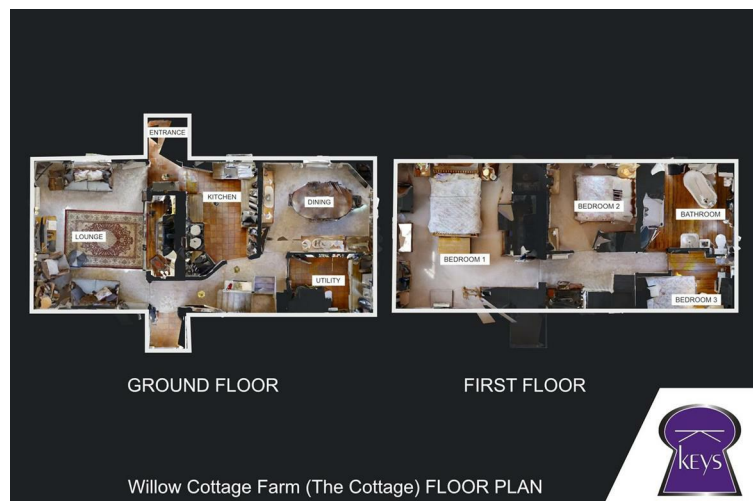 ENTRANCE
KITCHEN
DINING
LOUNGE
UTILITY
BEDROOM 2
BATHROOM
BEDROOM 1
BEDROOM 3
GROUND FLOOR
FIRST FLOOR
Willow Cottage Farm (The Cottage) FLOOR PLAN
KEYS